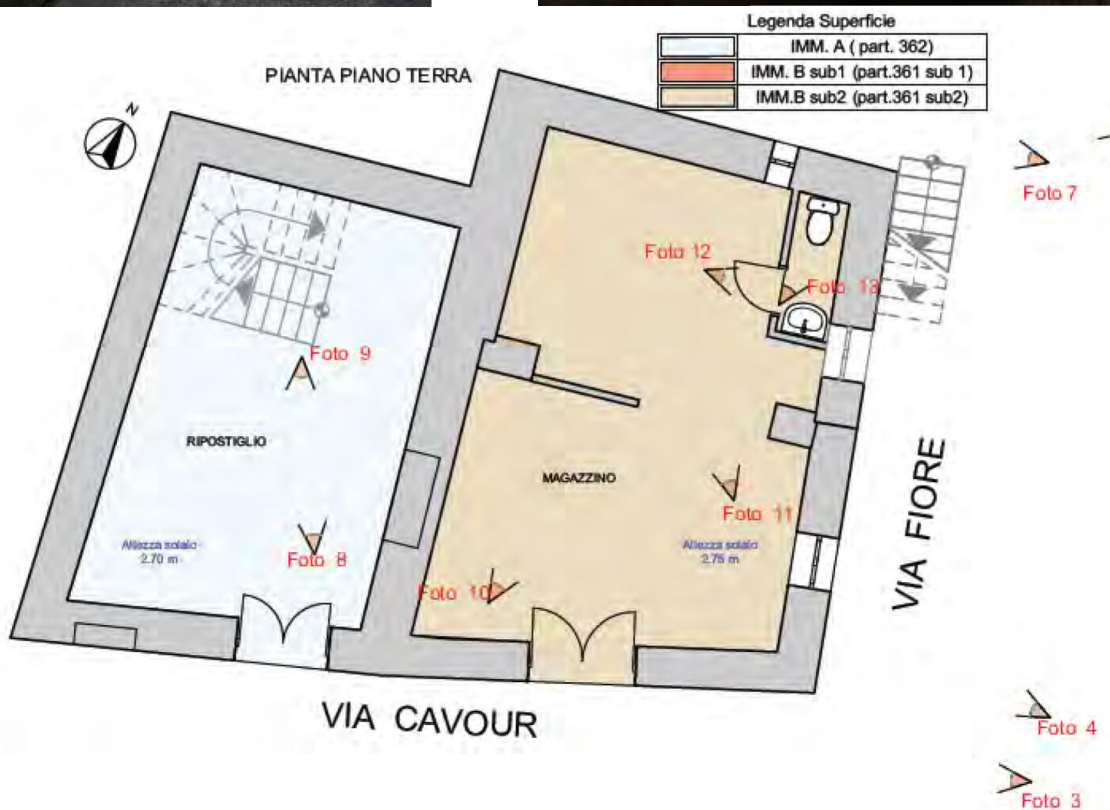 Legenda Superficie
IMM. A ( part. 362)
IMM. B sub1 (part.361 sub 1)
IMM.B sub2 (part.361 sub2)
PIANTA PIANO TERRA
N
Foto 7
Foto 12
Foto 13
Foto 9
RIPOSTIGLIO
MAGAZZINO
Foto 11
Altezza solaio
2.70 m
Foto 8
Altezza solaio
2.75 m
Foto 10
VIA FIORE
VIA CAVOUR
Foto 4
Foto 3